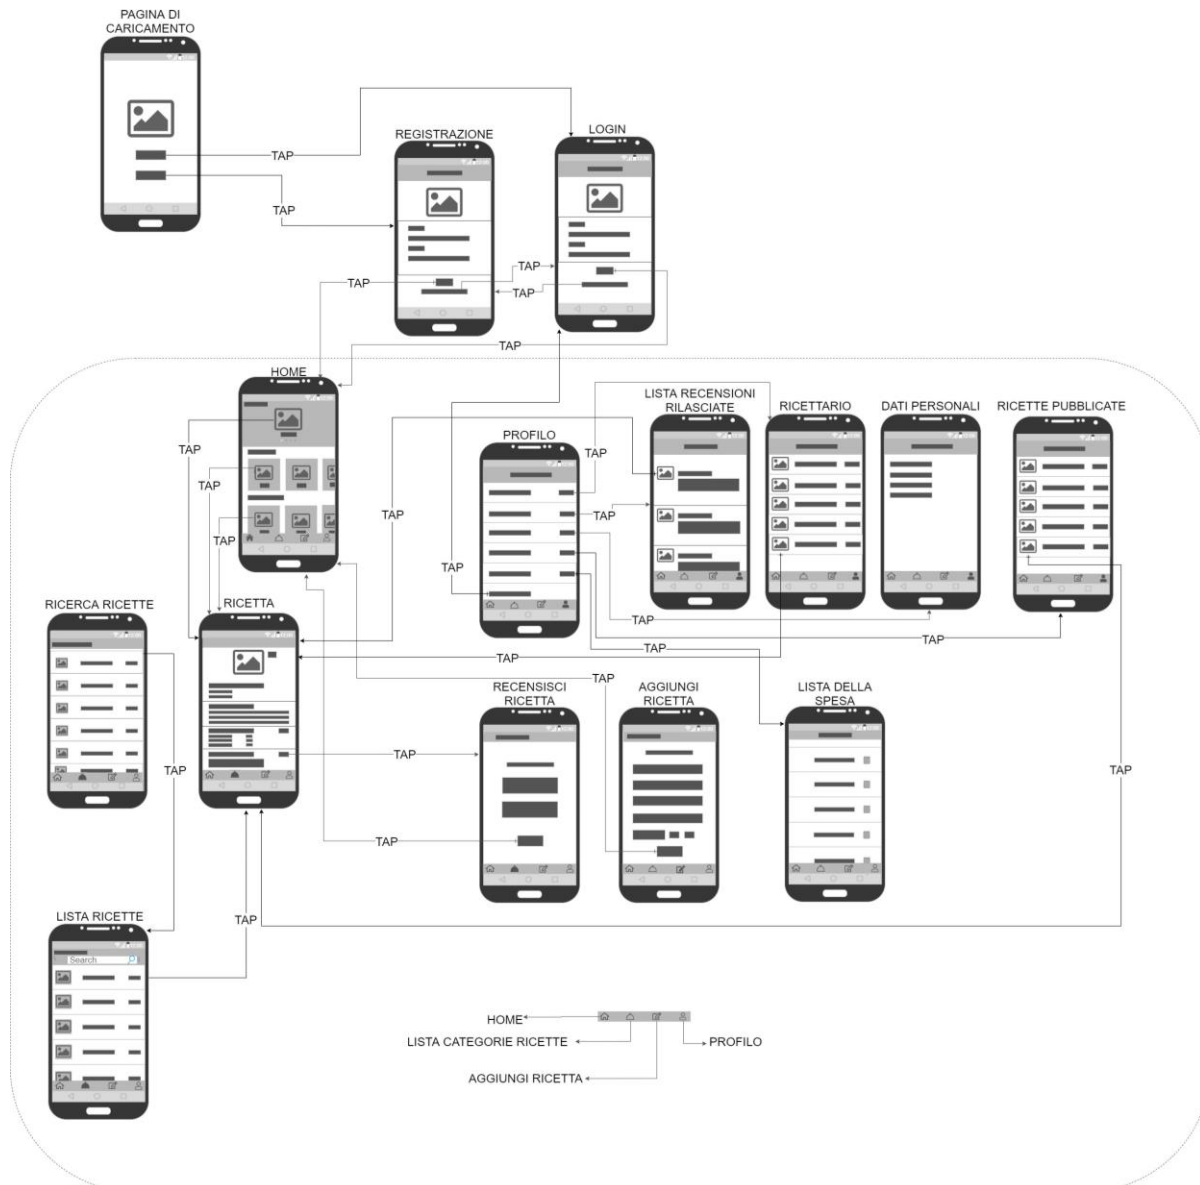 PAGINA DI
CARICAMENTO
REGISTRAZIONE
LOGIN
TAP
TAP
TAP
TAP
TAP
TAP
HOME
LISTA RECENSIONI
RILASCIATE
RICETTARIO
DATI PERSONALI
RICETTE PUBBLICATE
PROFILO
TAP
TAP
TAP
TAP
TAP
TAP
RICERCA RICETTE
RICETTA
TAP
TAP
TAP
TAP
TAP
RECENSISCI
RICETTA
AGGIUNGI
RICETTA
LISTA DELLA
SPESA
TAP
TAP
TAP
TAP
LISTA RICETTE
TAP
Search
HOME
LISTA CATEGORIE RICETTE
PROFILO
AGGIUNGI RICETTA